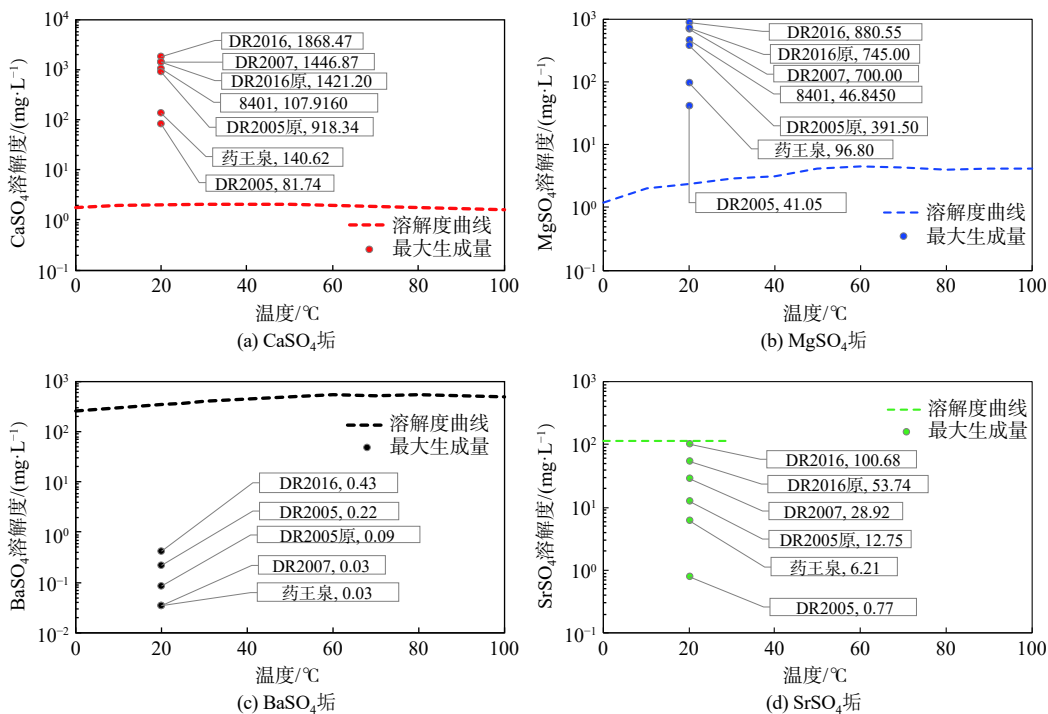 CaSO₄溶解度/(mg·L⁻¹)
10⁴
10³
10²
10¹
10⁰
10⁻¹
DR2016, 1868.47
DR2007, 1446.87
DR2016原, 1421.20
8401, 107.9160
DR2005原, 918.34
药王泉, 140.62
DR2005, 81.74
溶解度曲线
最大生成量
0 20 40 60 80 100
温度/℃
(a) CaSO₄垢
MgSO₄溶解度/(mg·L⁻¹)
10³
10²
10¹
10⁰
10⁻¹
DR2016, 880.55
DR2016原, 745.00
DR2007, 700.00
8401, 46.8450
DR2005原, 391.50
药王泉, 96.80
DR2005, 41.05
溶解度曲线
最大生成量
0 20 40 60 80 100
温度/℃
(b) MgSO₄垢
BaSO₄溶解度/(mg·L⁻¹)
10³
10²
10¹
10⁰
10⁻¹
10⁻²
溶解度曲线
最大生成量
DR2016, 0.43
DR2005, 0.22
DR2005原, 0.09
DR2007, 0.03
药王泉, 0.03
0 20 40 60 80 100
温度/℃
(c) BaSO₄垢
SrSO₄溶解度/(mg·L⁻¹)
10³
10²
10¹
10⁰
10⁻¹
溶解度曲线
最大生成量
DR2016, 100.68
DR2016原, 53.74
DR2007, 28.92
DR2005原, 12.75
药王泉, 6.21
DR2005, 0.77
0 20 40 60 80 100
温度/℃
(d) SrSO₄垢